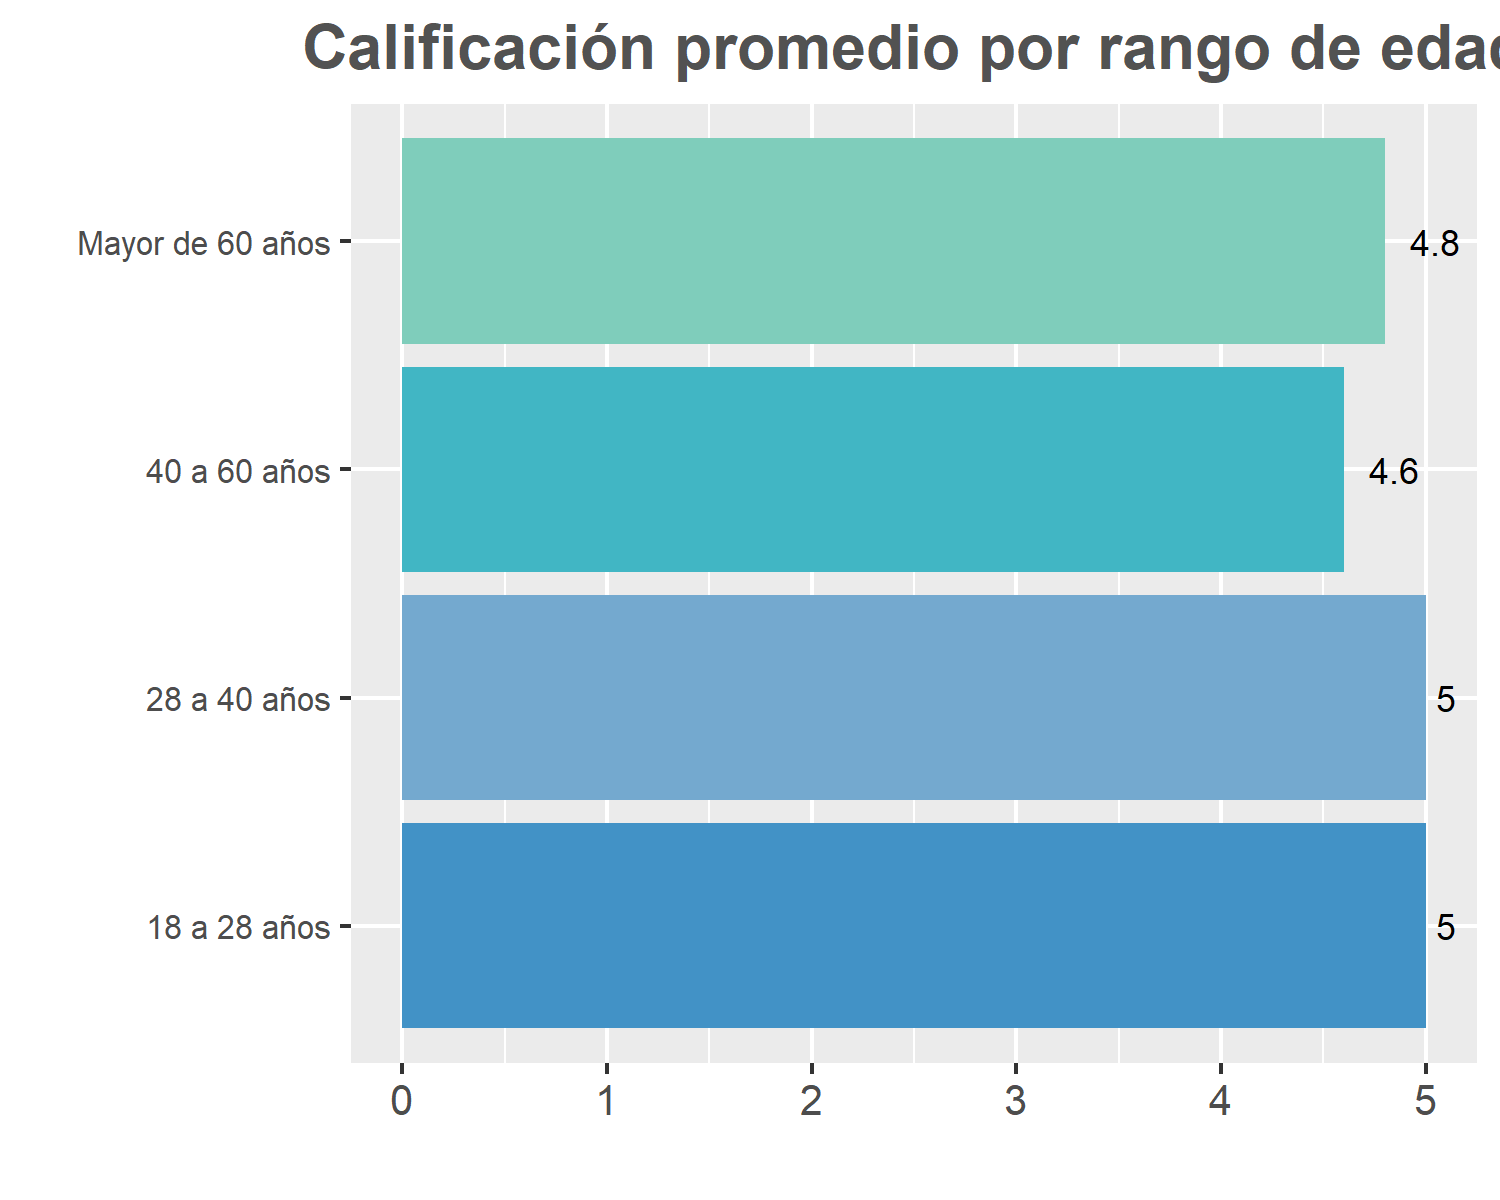 Calificación promedio por rango de edad
Mayor de 60 años
4.8
40 a 60 años
4.6
28 a 40 años
5
18 a 28 años
5
0 1 2 3 4 5